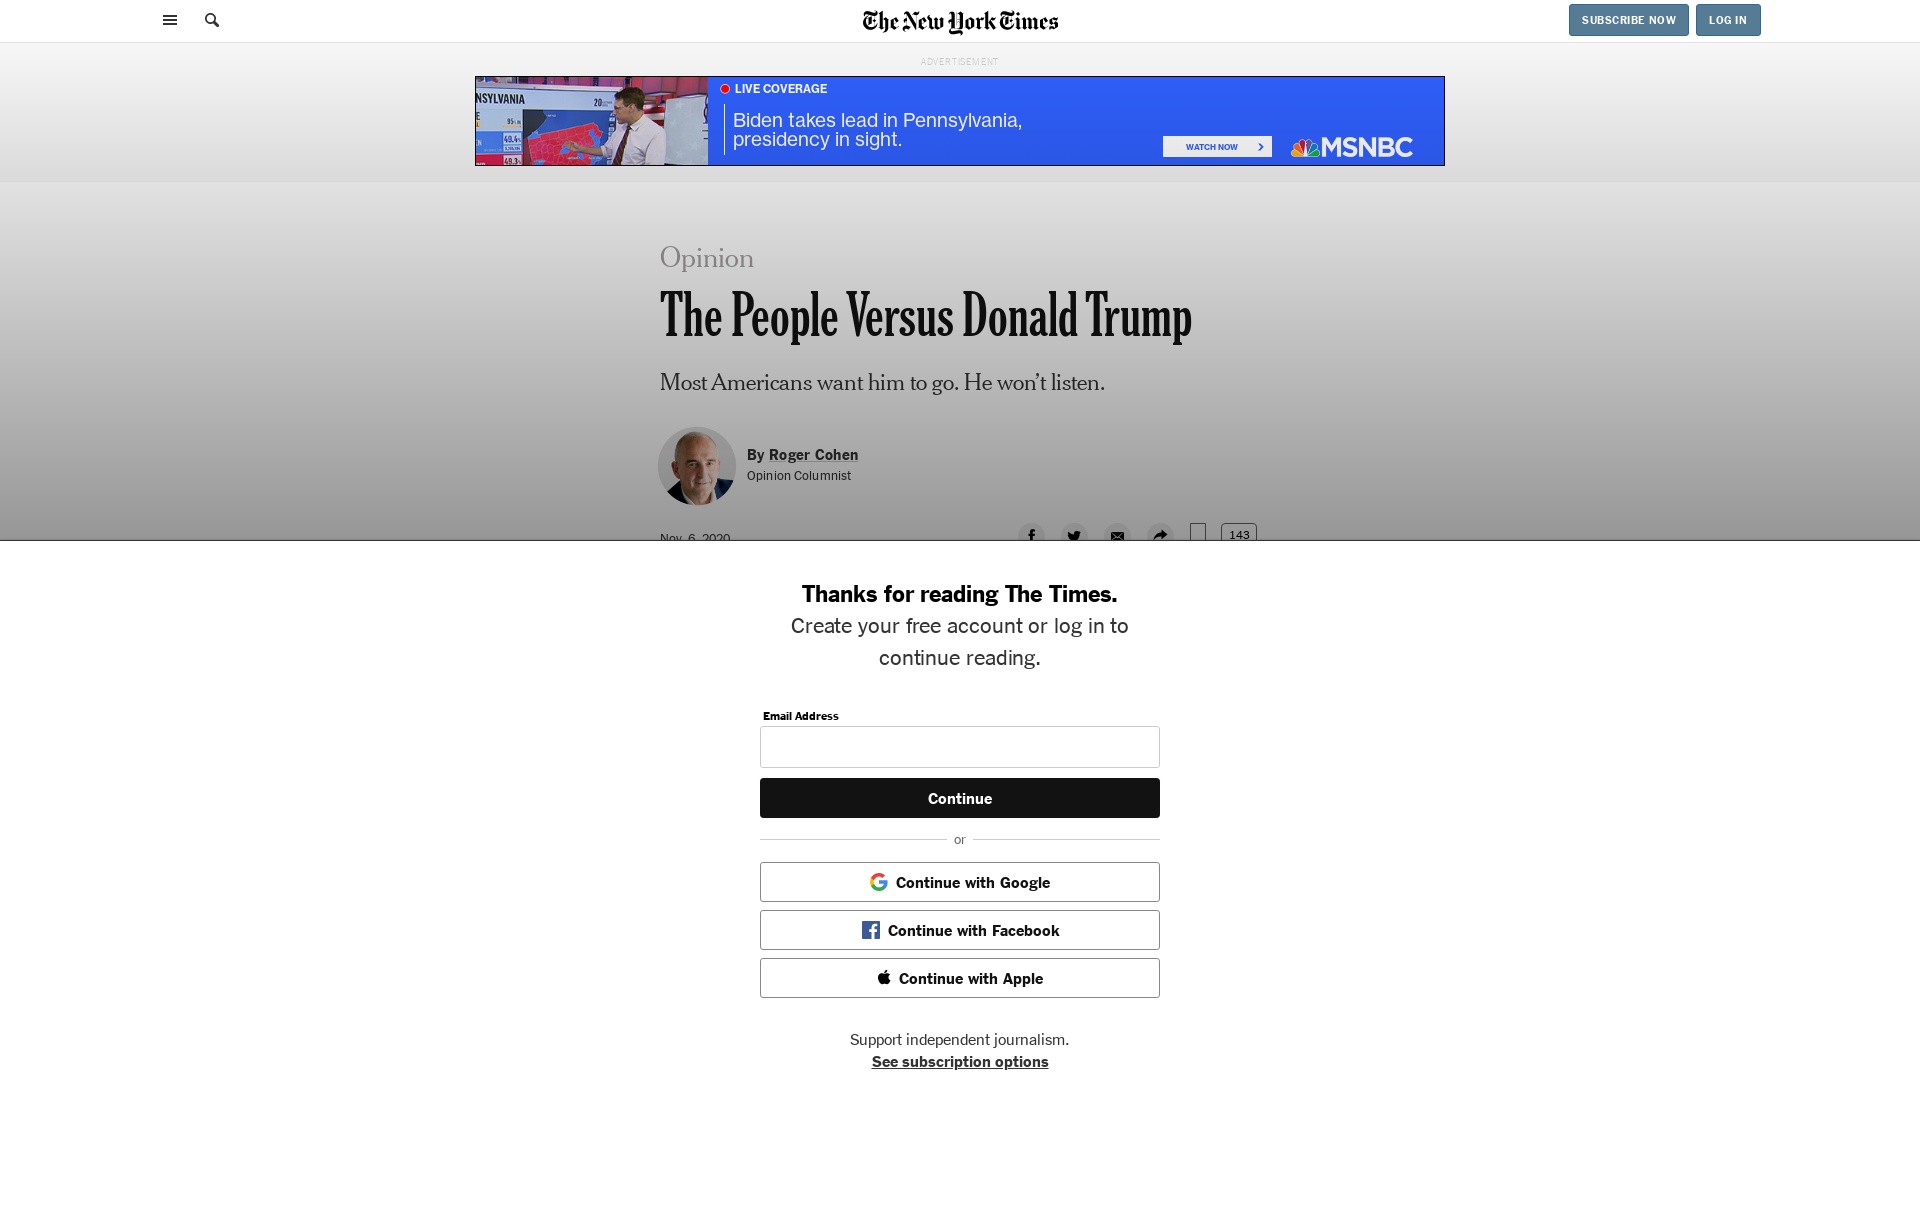 The New York Times
SUBSCRIBE NOW
LOG IN
ADVERTISEMENT
NSYLVANIA
20
95
49.4
49.3
LIVE COVERAGE
Biden takes lead in Pennsylvania,
presidency in sight.
WATCH NOW
MSNBC
Opinion
The People Versus Donald Trump
Most Americans want him to go. He won’t listen.
By Roger Cohen
Opinion Columnist
Nov. 6, 2020
143
Thanks for reading The Times.
Create your free account or log in to
continue reading.
Email Address
Continue
or
Continue with Google
Continue with Facebook
Continue with Apple
Support independent journalism.
See subscription options